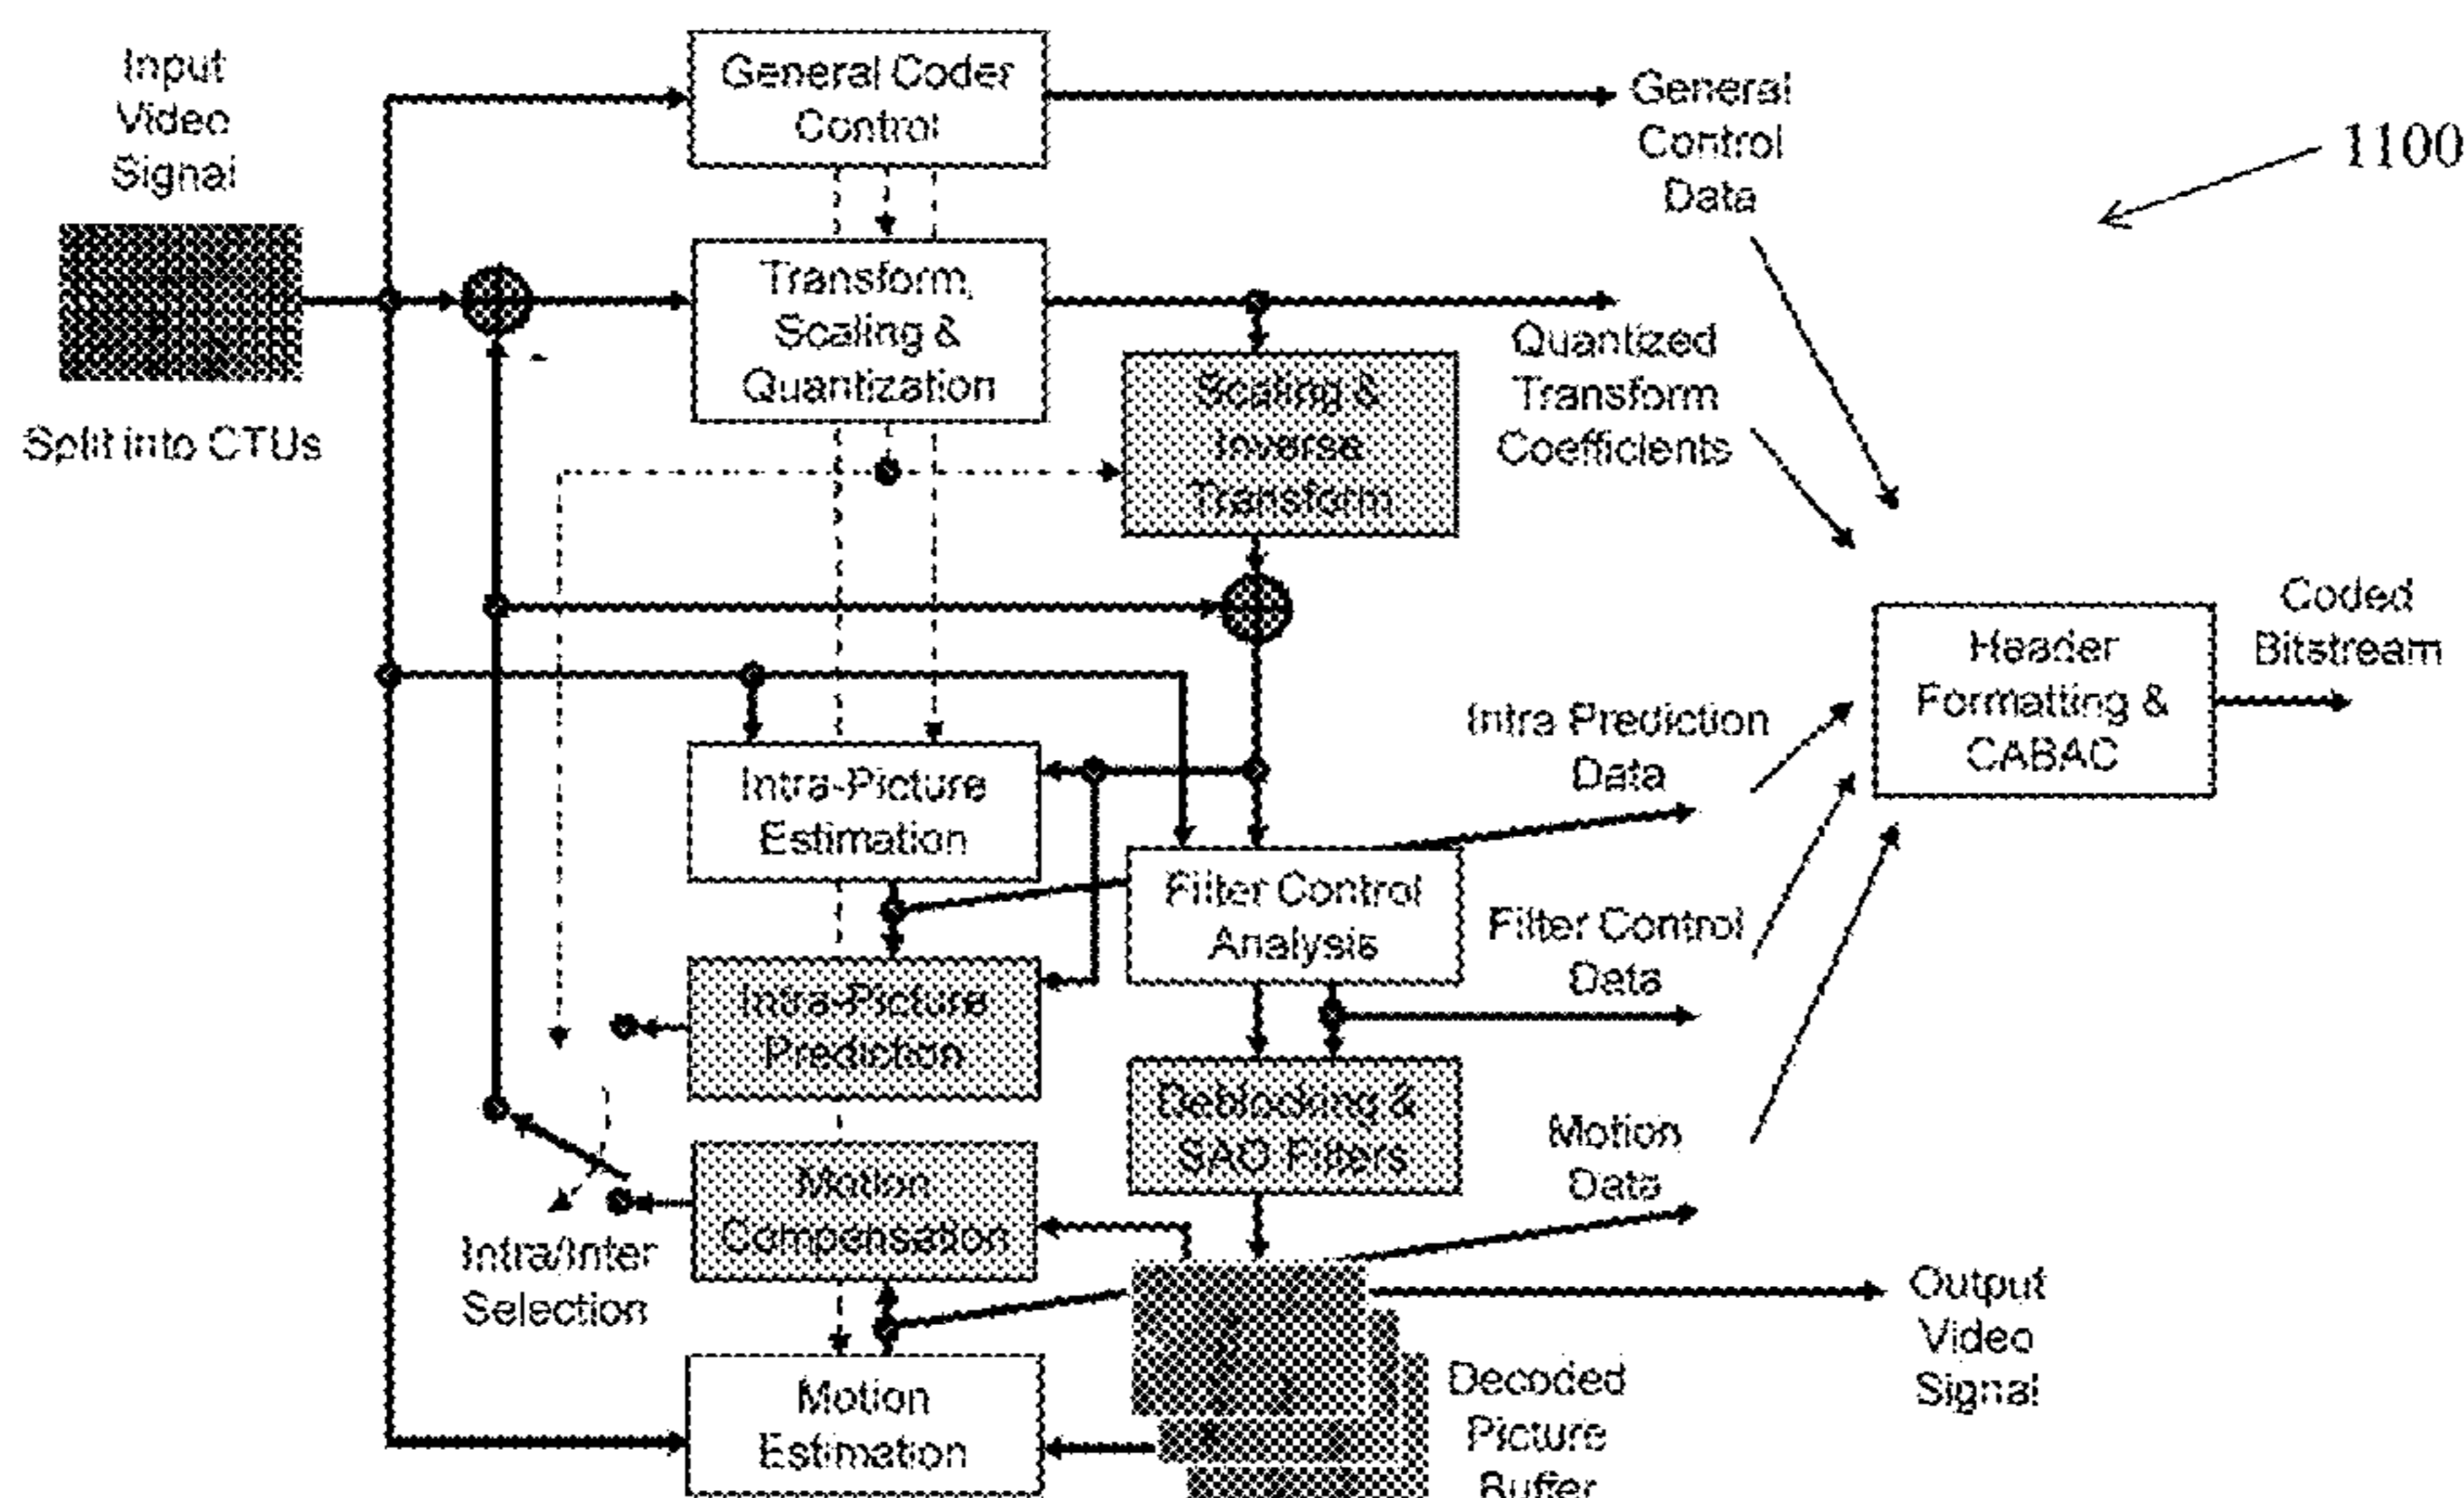 Input
Video
Signal
Split into CTUs
General Coder
Control
General
Control
Data
1100
Transform,
Scaling &
Quantization
Quantized
Transform
Coefficients
Scaling &
Inverse
Transform
Coded
Bitstream
Header
Formatting &
CABAC
Intra Prediction
Data
Intra-Picture
Estimation
Filter Control
Analysis
Filter Control
Data
Intra-Picture
Prediction
Deblocking &
SAO Filters
Motion
Data
Motion
Compensation
Intra/Inter
Selection
Output
Video
Signal
Motion
Estimation
Decoded
Picture
Buffer